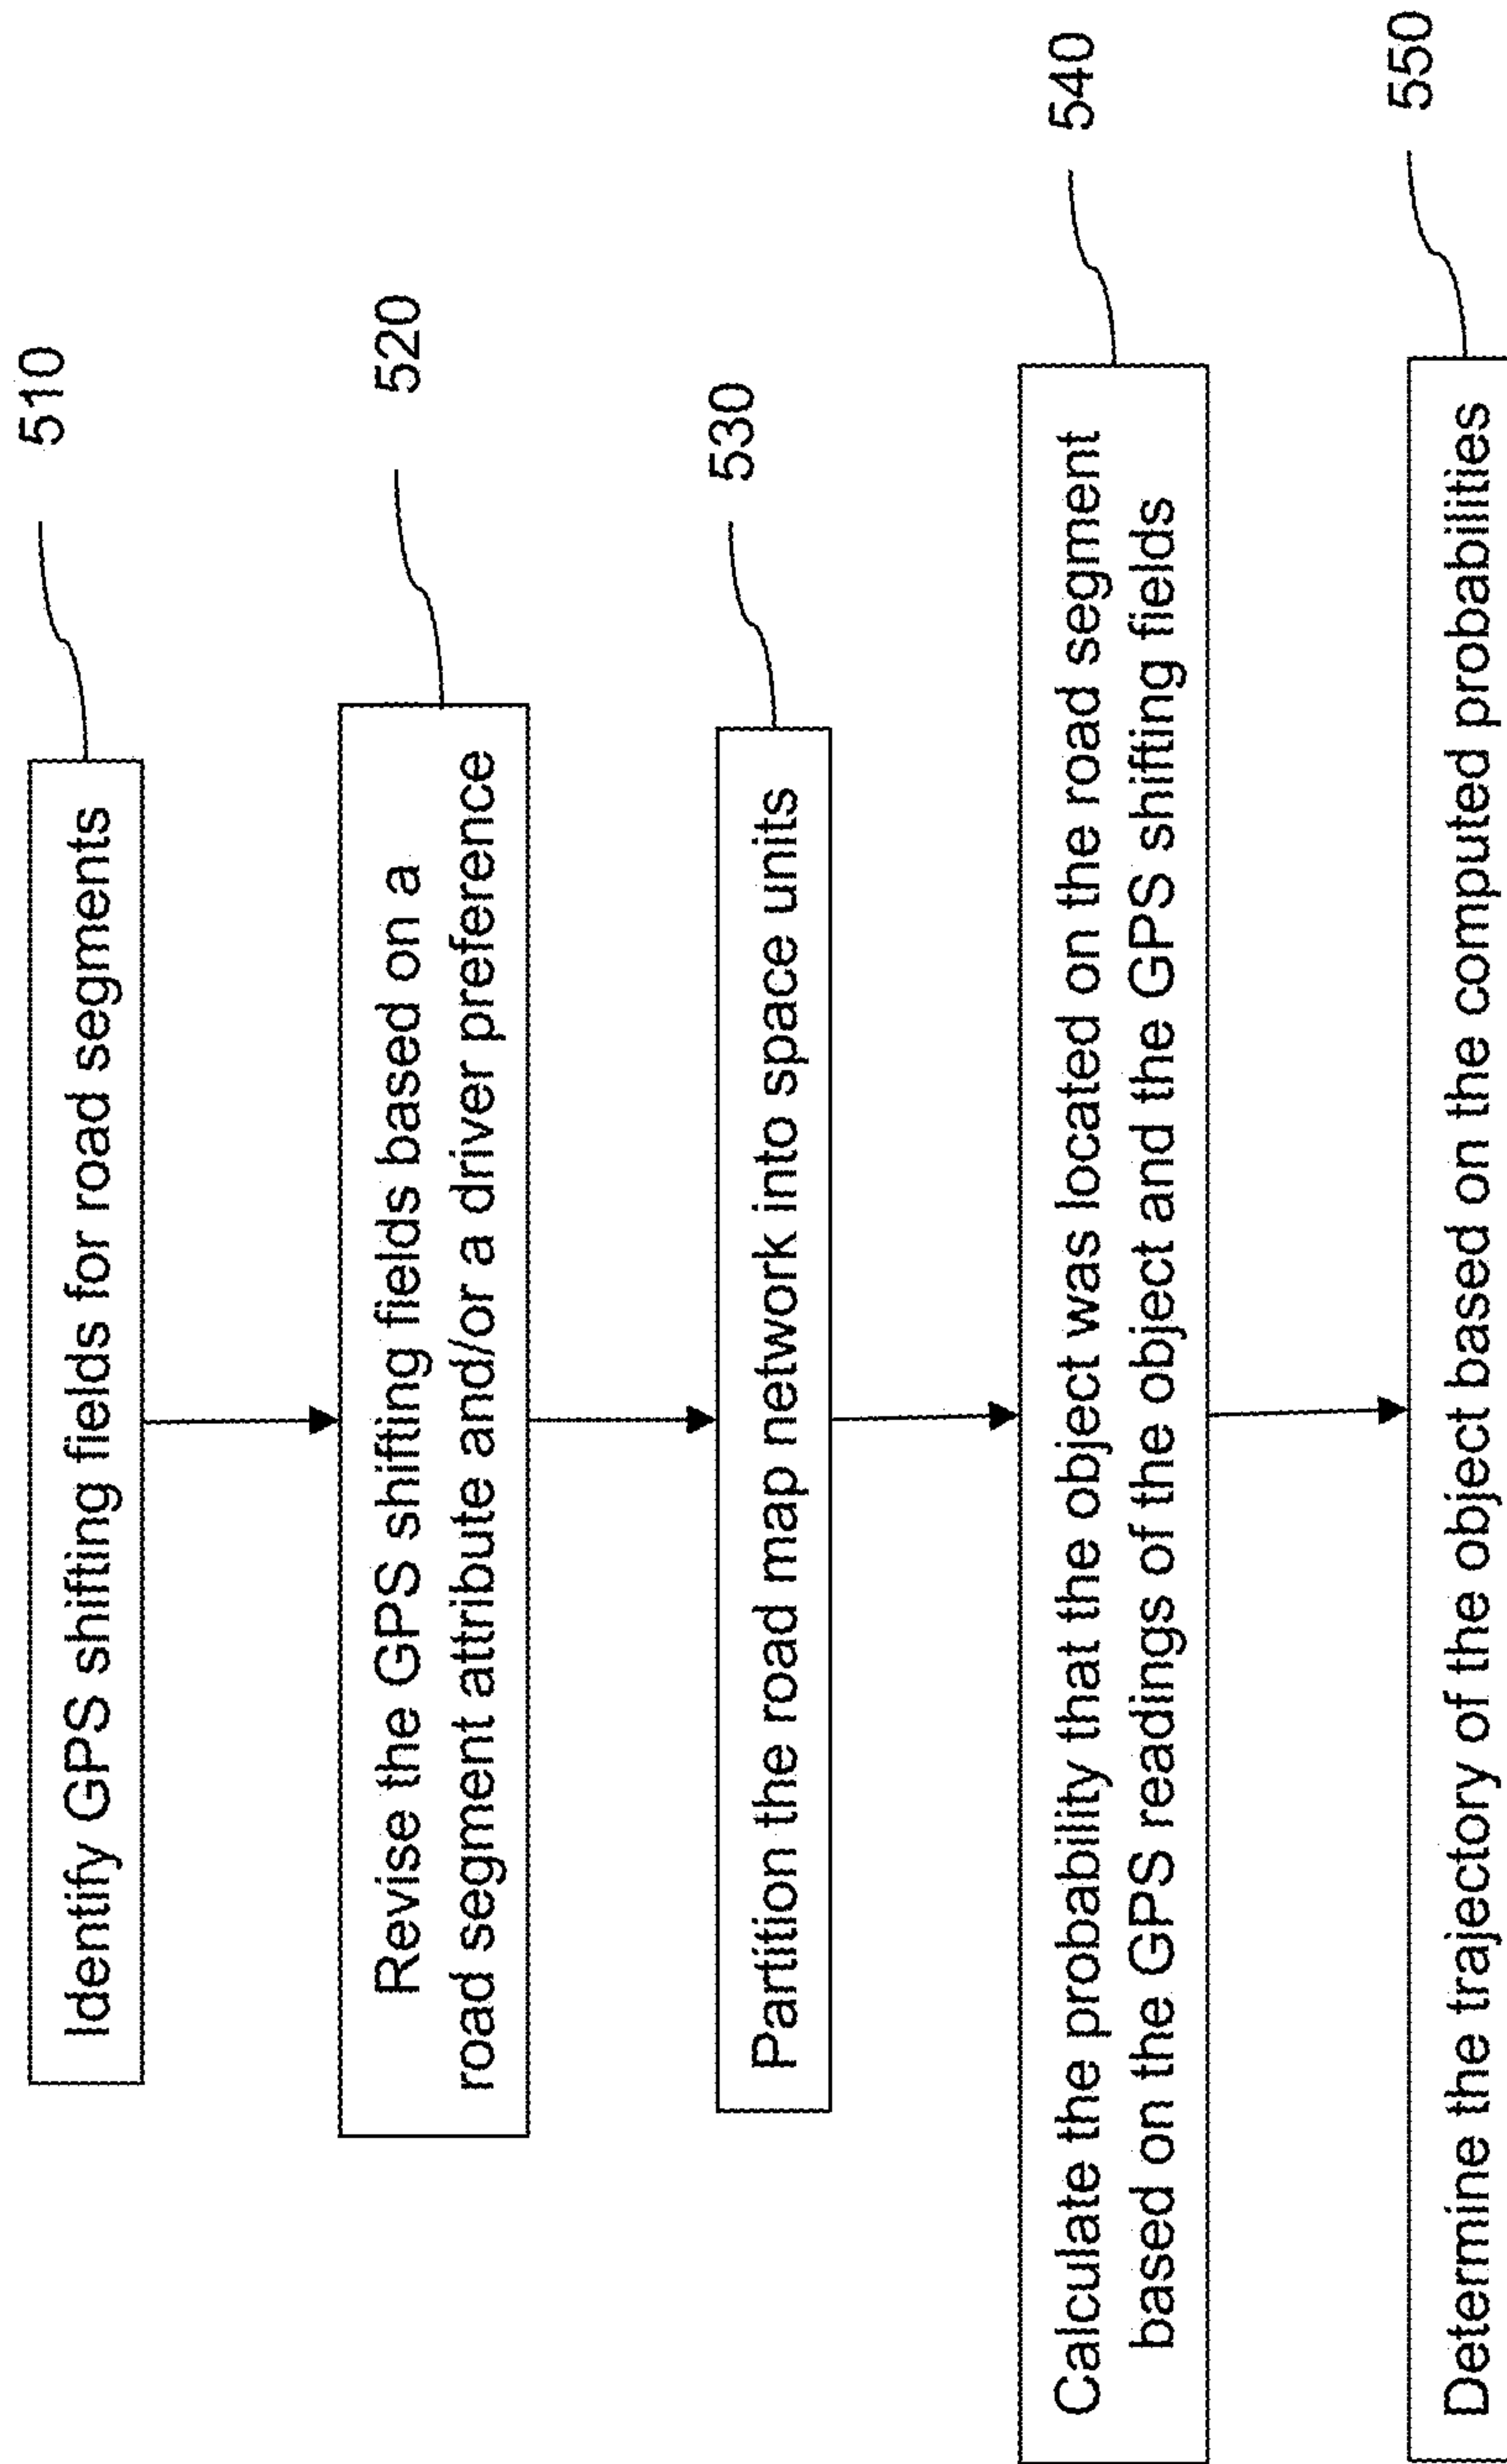 510
Identify GPS shifting fields for road segments
520
Revise the GPS shifting fields based on a
road segment attribute and/or a driver preference
530
Partition the road map network into space units
540
Calculate the probability that the object was located on the road segment
based on the GPS readings of the object and the GPS shifting fields
550
Determine the trajectory of the object based on the computed probabilities